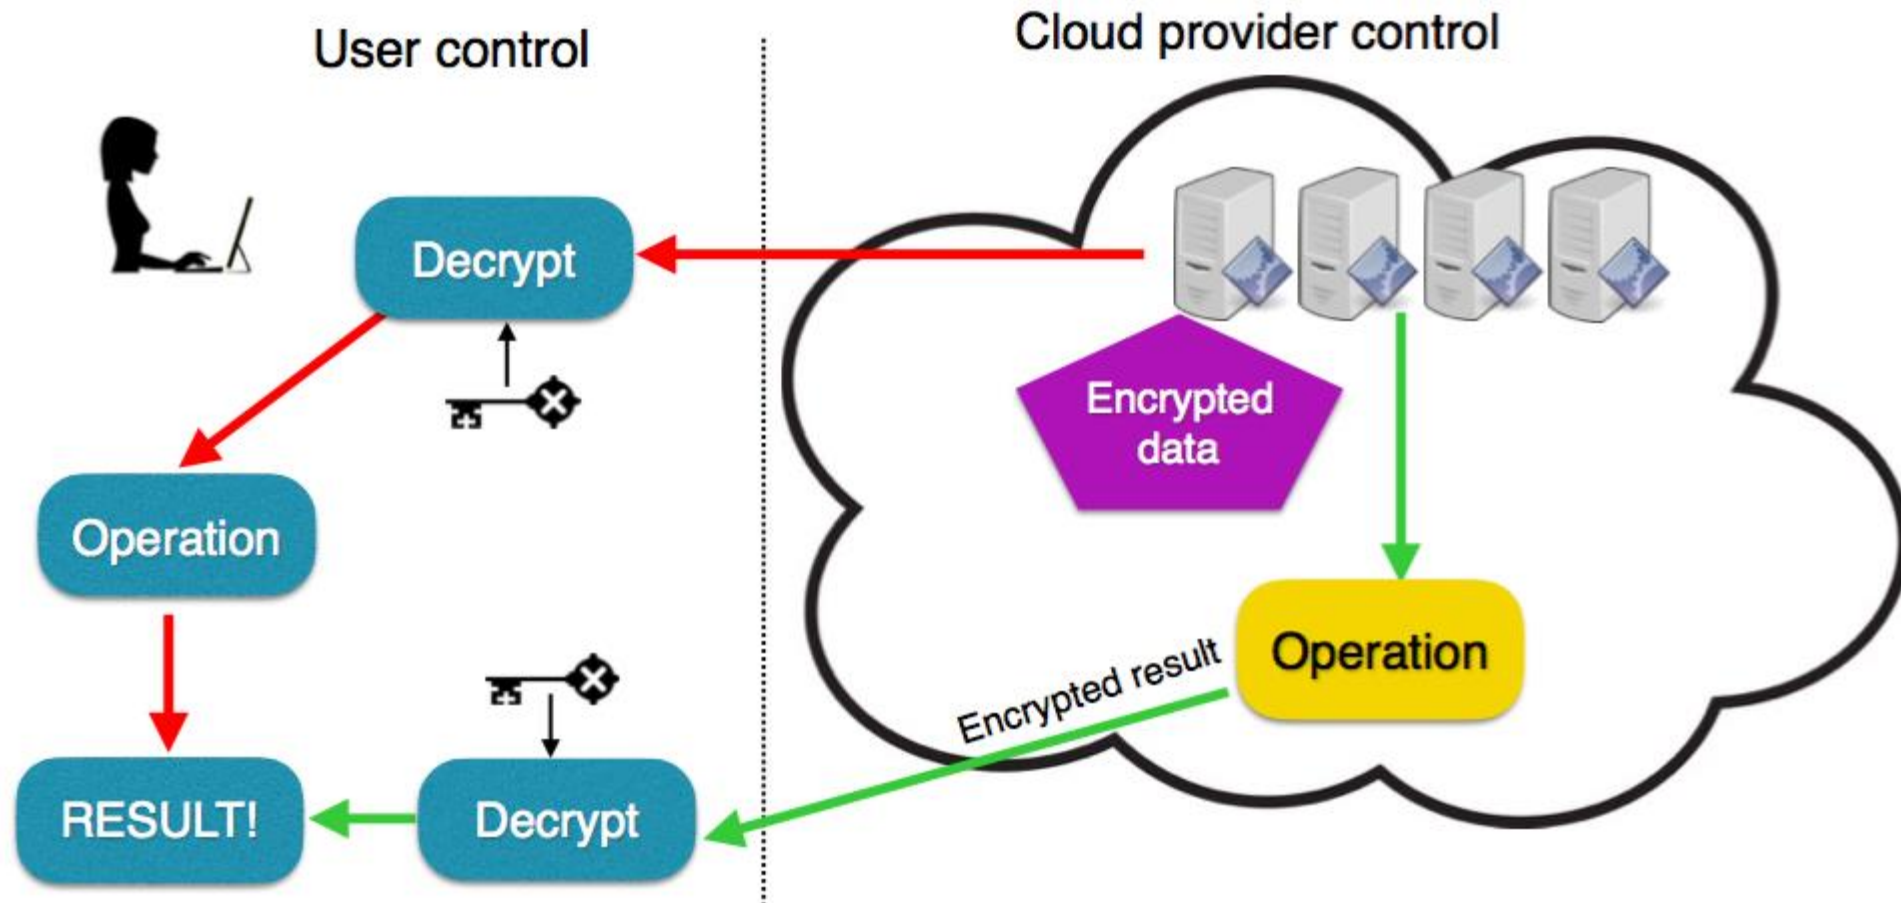 User control
Cloud provider control
Decrypt
Encrypted
data
Operation
Operation
Encrypted result
RESULT!
Decrypt